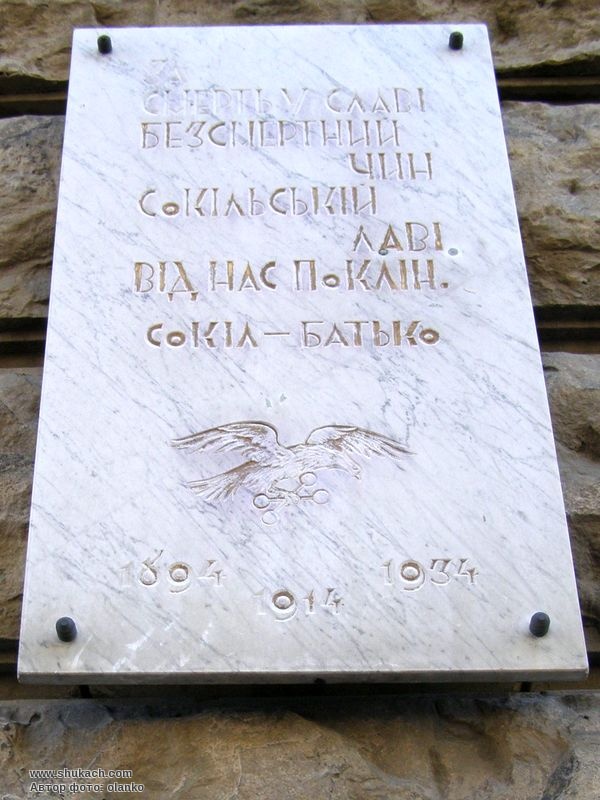 ЗА
СМЕРТЬ У СЛАВІ
БЕЗСМЕРТНИЙ
ЧИН
СОКІЛЬСЬКІЙ
ЛАВІ
ВІД НАС ПОКЛІН.
СОКІЛ – БАТЬКО
1894
1914
1934
www.shukach.com
Автор фото: olanko